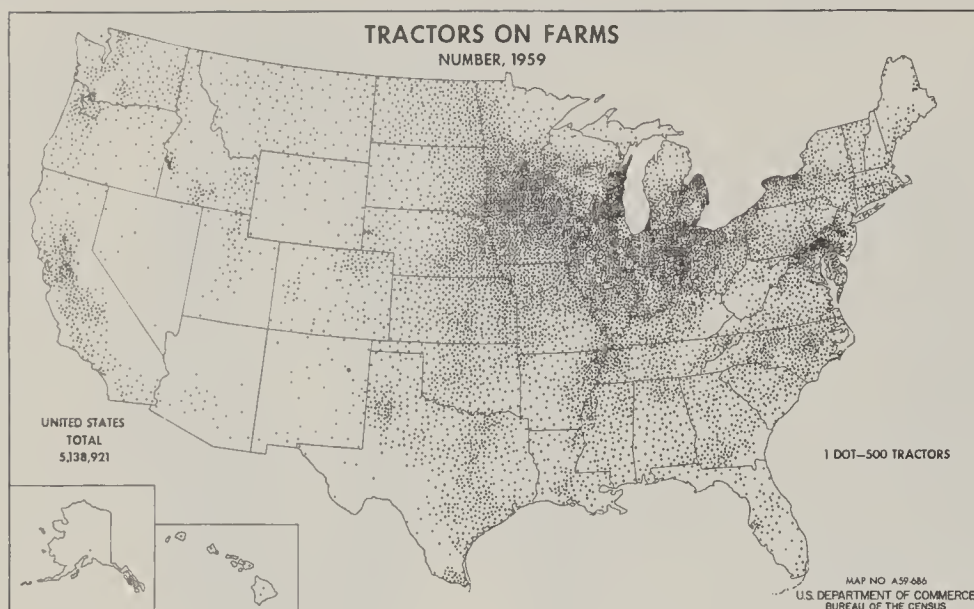 TRACTORS ON FARMS
NUMBER, 1959
UNITED STATES
TOTAL
5,138,921
1 DOT—500 TRACTORS
MAP NO A59-686
U.S. DEPARTMENT OF COMMERCE
BUREAU OF THE CENSUS